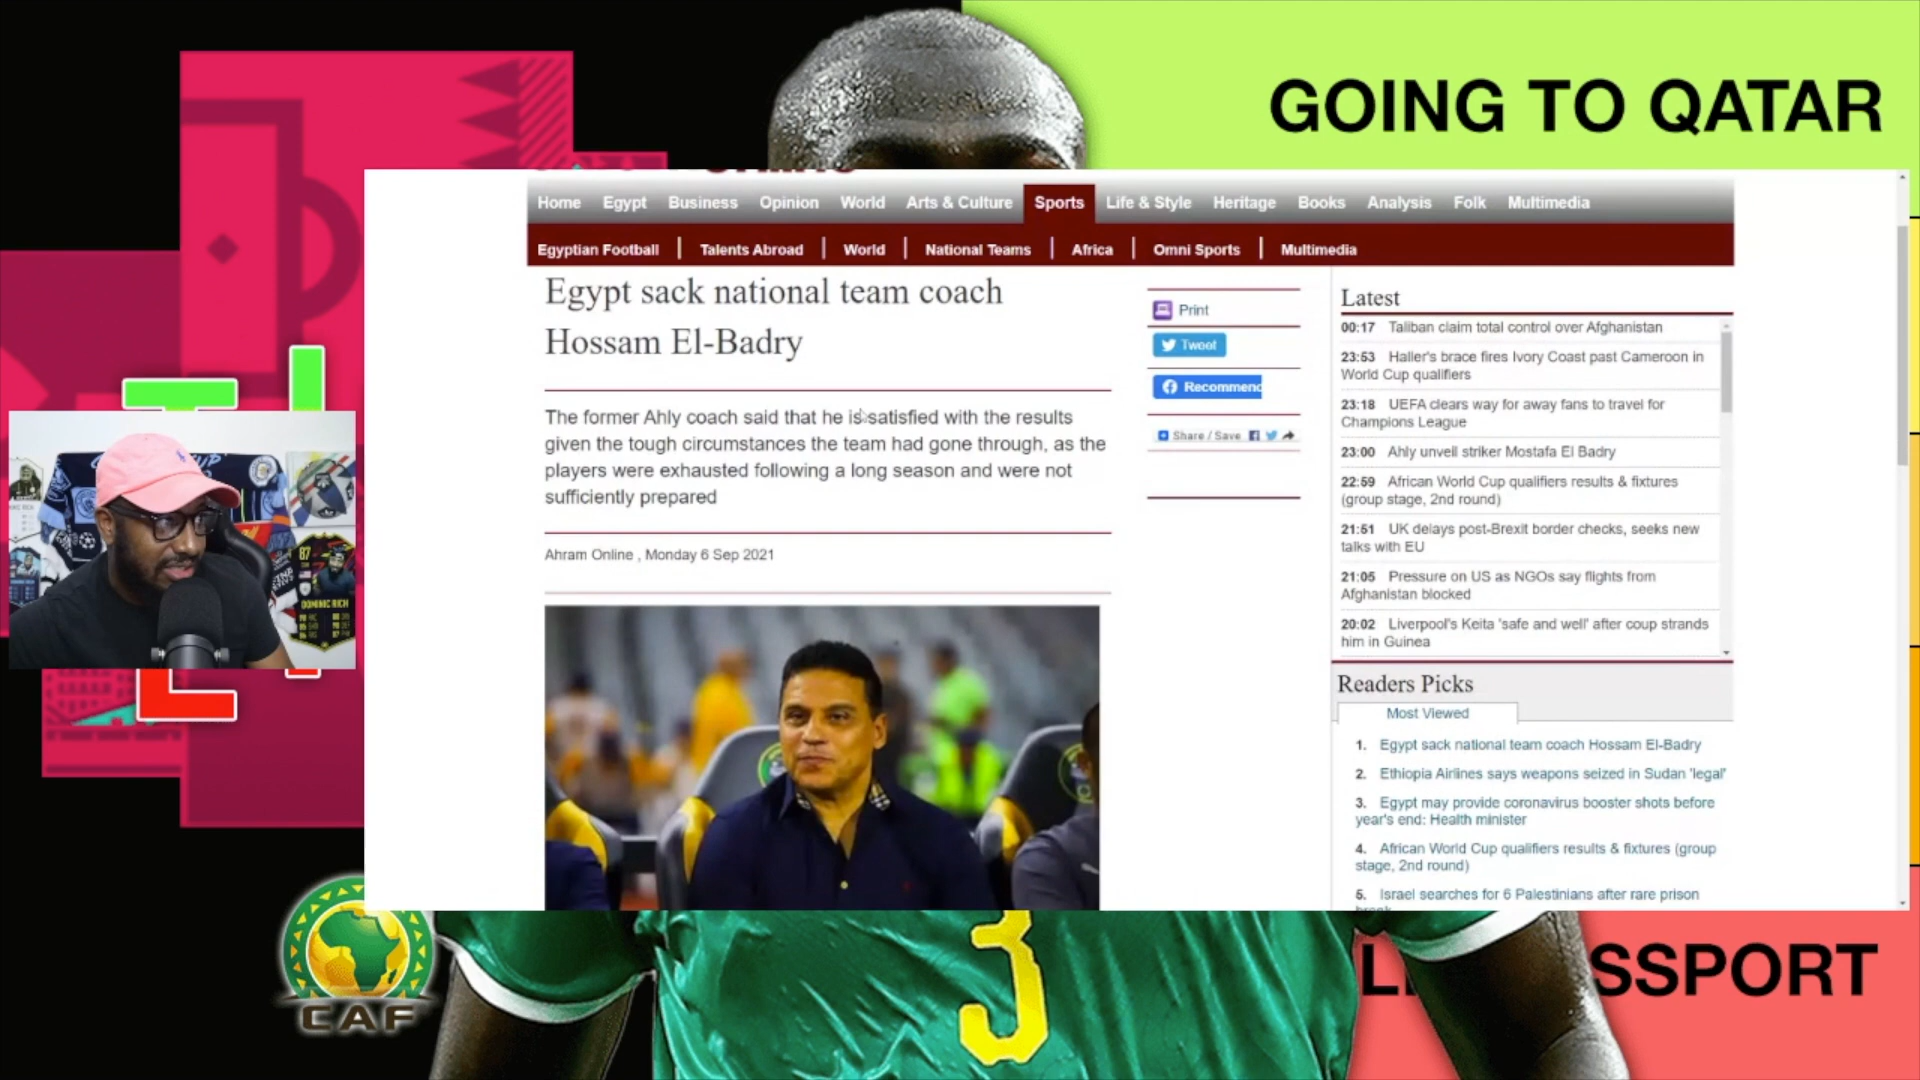 GOING TO QATAR
Home Egypt Business Opinion World Arts & Culture Sports Life & Style Heritage Books Analysis Folk Multimedia
Egyptian Football | Talents Abroad | World | National Teams | Africa | Omni Sports | Multimedia
Egypt sack national team coach
Hossam El-Badry
The former Ahly coach said that he is satisfied with the results
given the tough circumstances the team had gone through, as the
players were exhausted following a long season and were not
sufficiently prepared
Ahram Online , Monday 6 Sep 2021
Print
Tweet
Recommend
Share / Save
Latest
00:17 Taliban claim total control over Afghanistan
23:53 Haller's brace fires Ivory Coast past Cameroon in
World Cup qualifiers
23:18 UEFA clears way for away fans to travel for
Champions League
23:00 Ahly unveil striker Mostafa El Badry
22:59 African World Cup qualifiers results & fixtures
(group stage, 2nd round)
21:51 UK delays post-Brexit border checks, seeks new
talks with EU
21:05 Pressure on US as NGOs say flights from
Afghanistan blocked
20:02 Liverpool's Keita 'safe and well' after coup strands
him in Guinea
Readers Picks
Most Viewed
1. Egypt sack national team coach Hossam El-Badry
2. Ethiopia Airlines says weapons seized in Sudan 'legal'
3. Egypt may provide coronavirus booster shots before
year's end: Health minister
4. African World Cup qualifiers results & fixtures (group
stage, 2nd round)
5. Israel searches for 6 Palestinians after rare prison
87
DOMINIC RICH
CAF
3
SSPORT